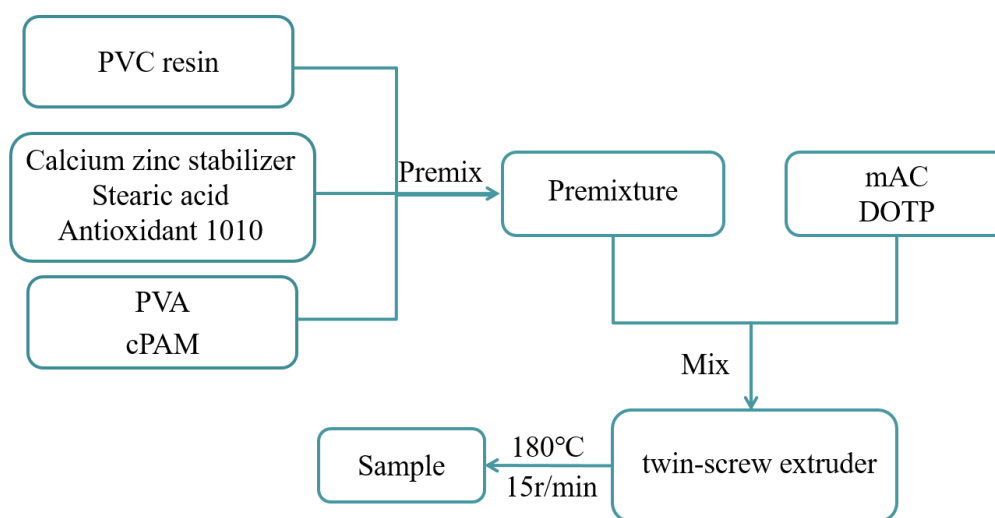 PVC resin
Calcium zinc stabilizer
Stearic acid
Antioxidant 1010
PVA
cPAM
Premix
Premixture
mAC
DOTP
Mix
twin-screw extruder
180℃
15r/min
Sample